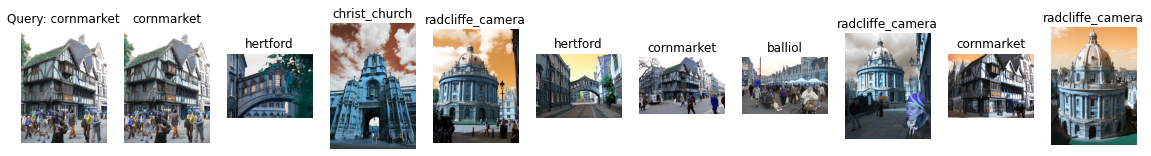 Query: cornmarket
cornmarket
hertford
christ_church
radcliffe_camera
hertford
cornmarket
balliol
radcliffe_camera
cornmarket
radcliffe_camera